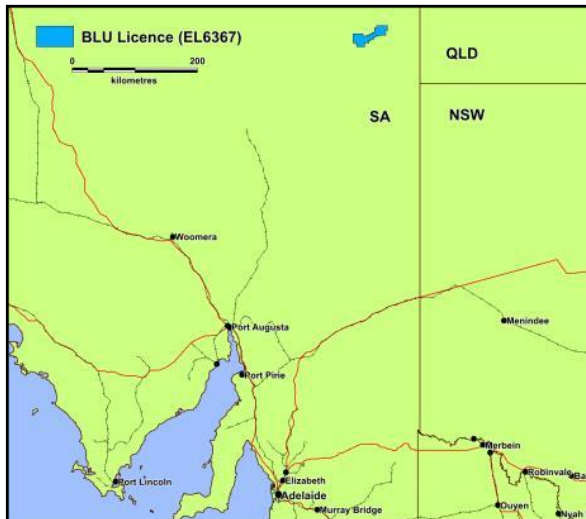 BLU Licence (EL6367)
0 200
kilometres
QLD
SA
NSW
Woomera
Port Augusta
Menindee
Port Pirie
Merbein
Robinvale
Ba
Elizabeth
Port Lincoln
Adelaide
Ouyen
Murray Bridge
Nyah